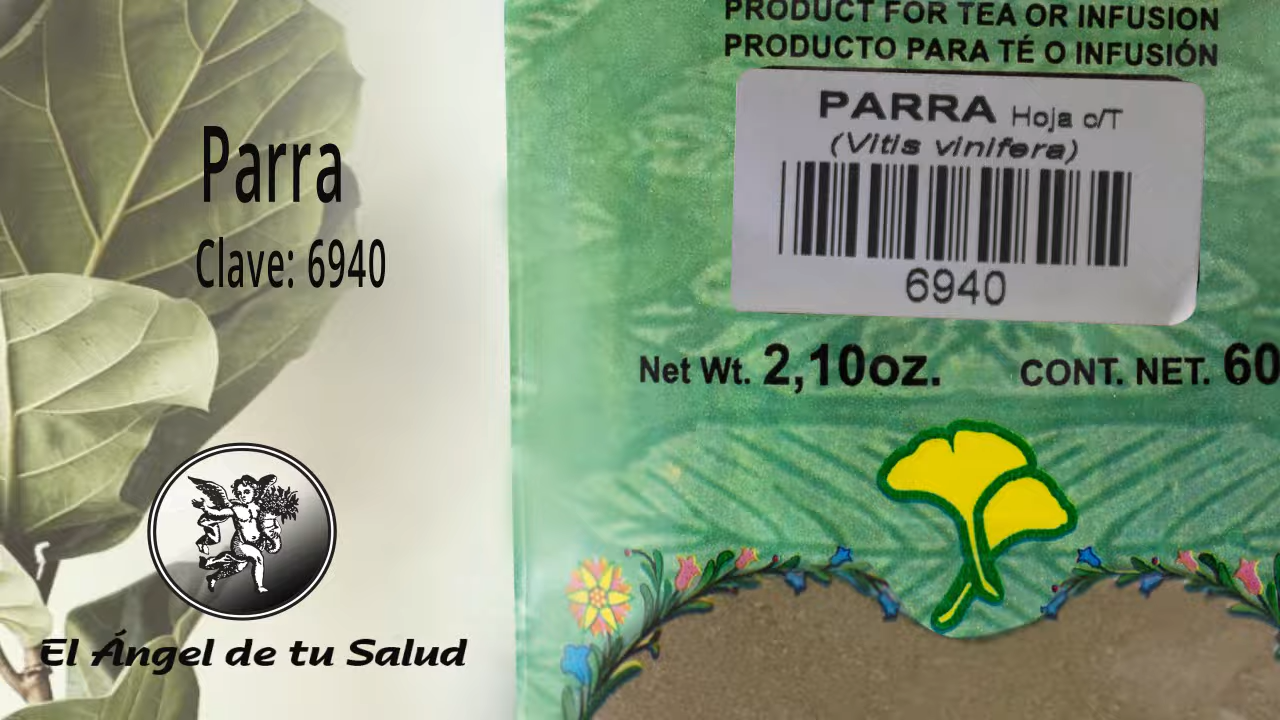 Parra
Clave: 6940
El Ángel de tu Salud
PRODUCT FOR TEA OR INFUSION
PRODUCTO PARA TÉ O INFUSIÓN
PARRA Hoja c/T
(Vitis vinifera)
6940
Net Wt. 2,10oz. CONT. NET. 60